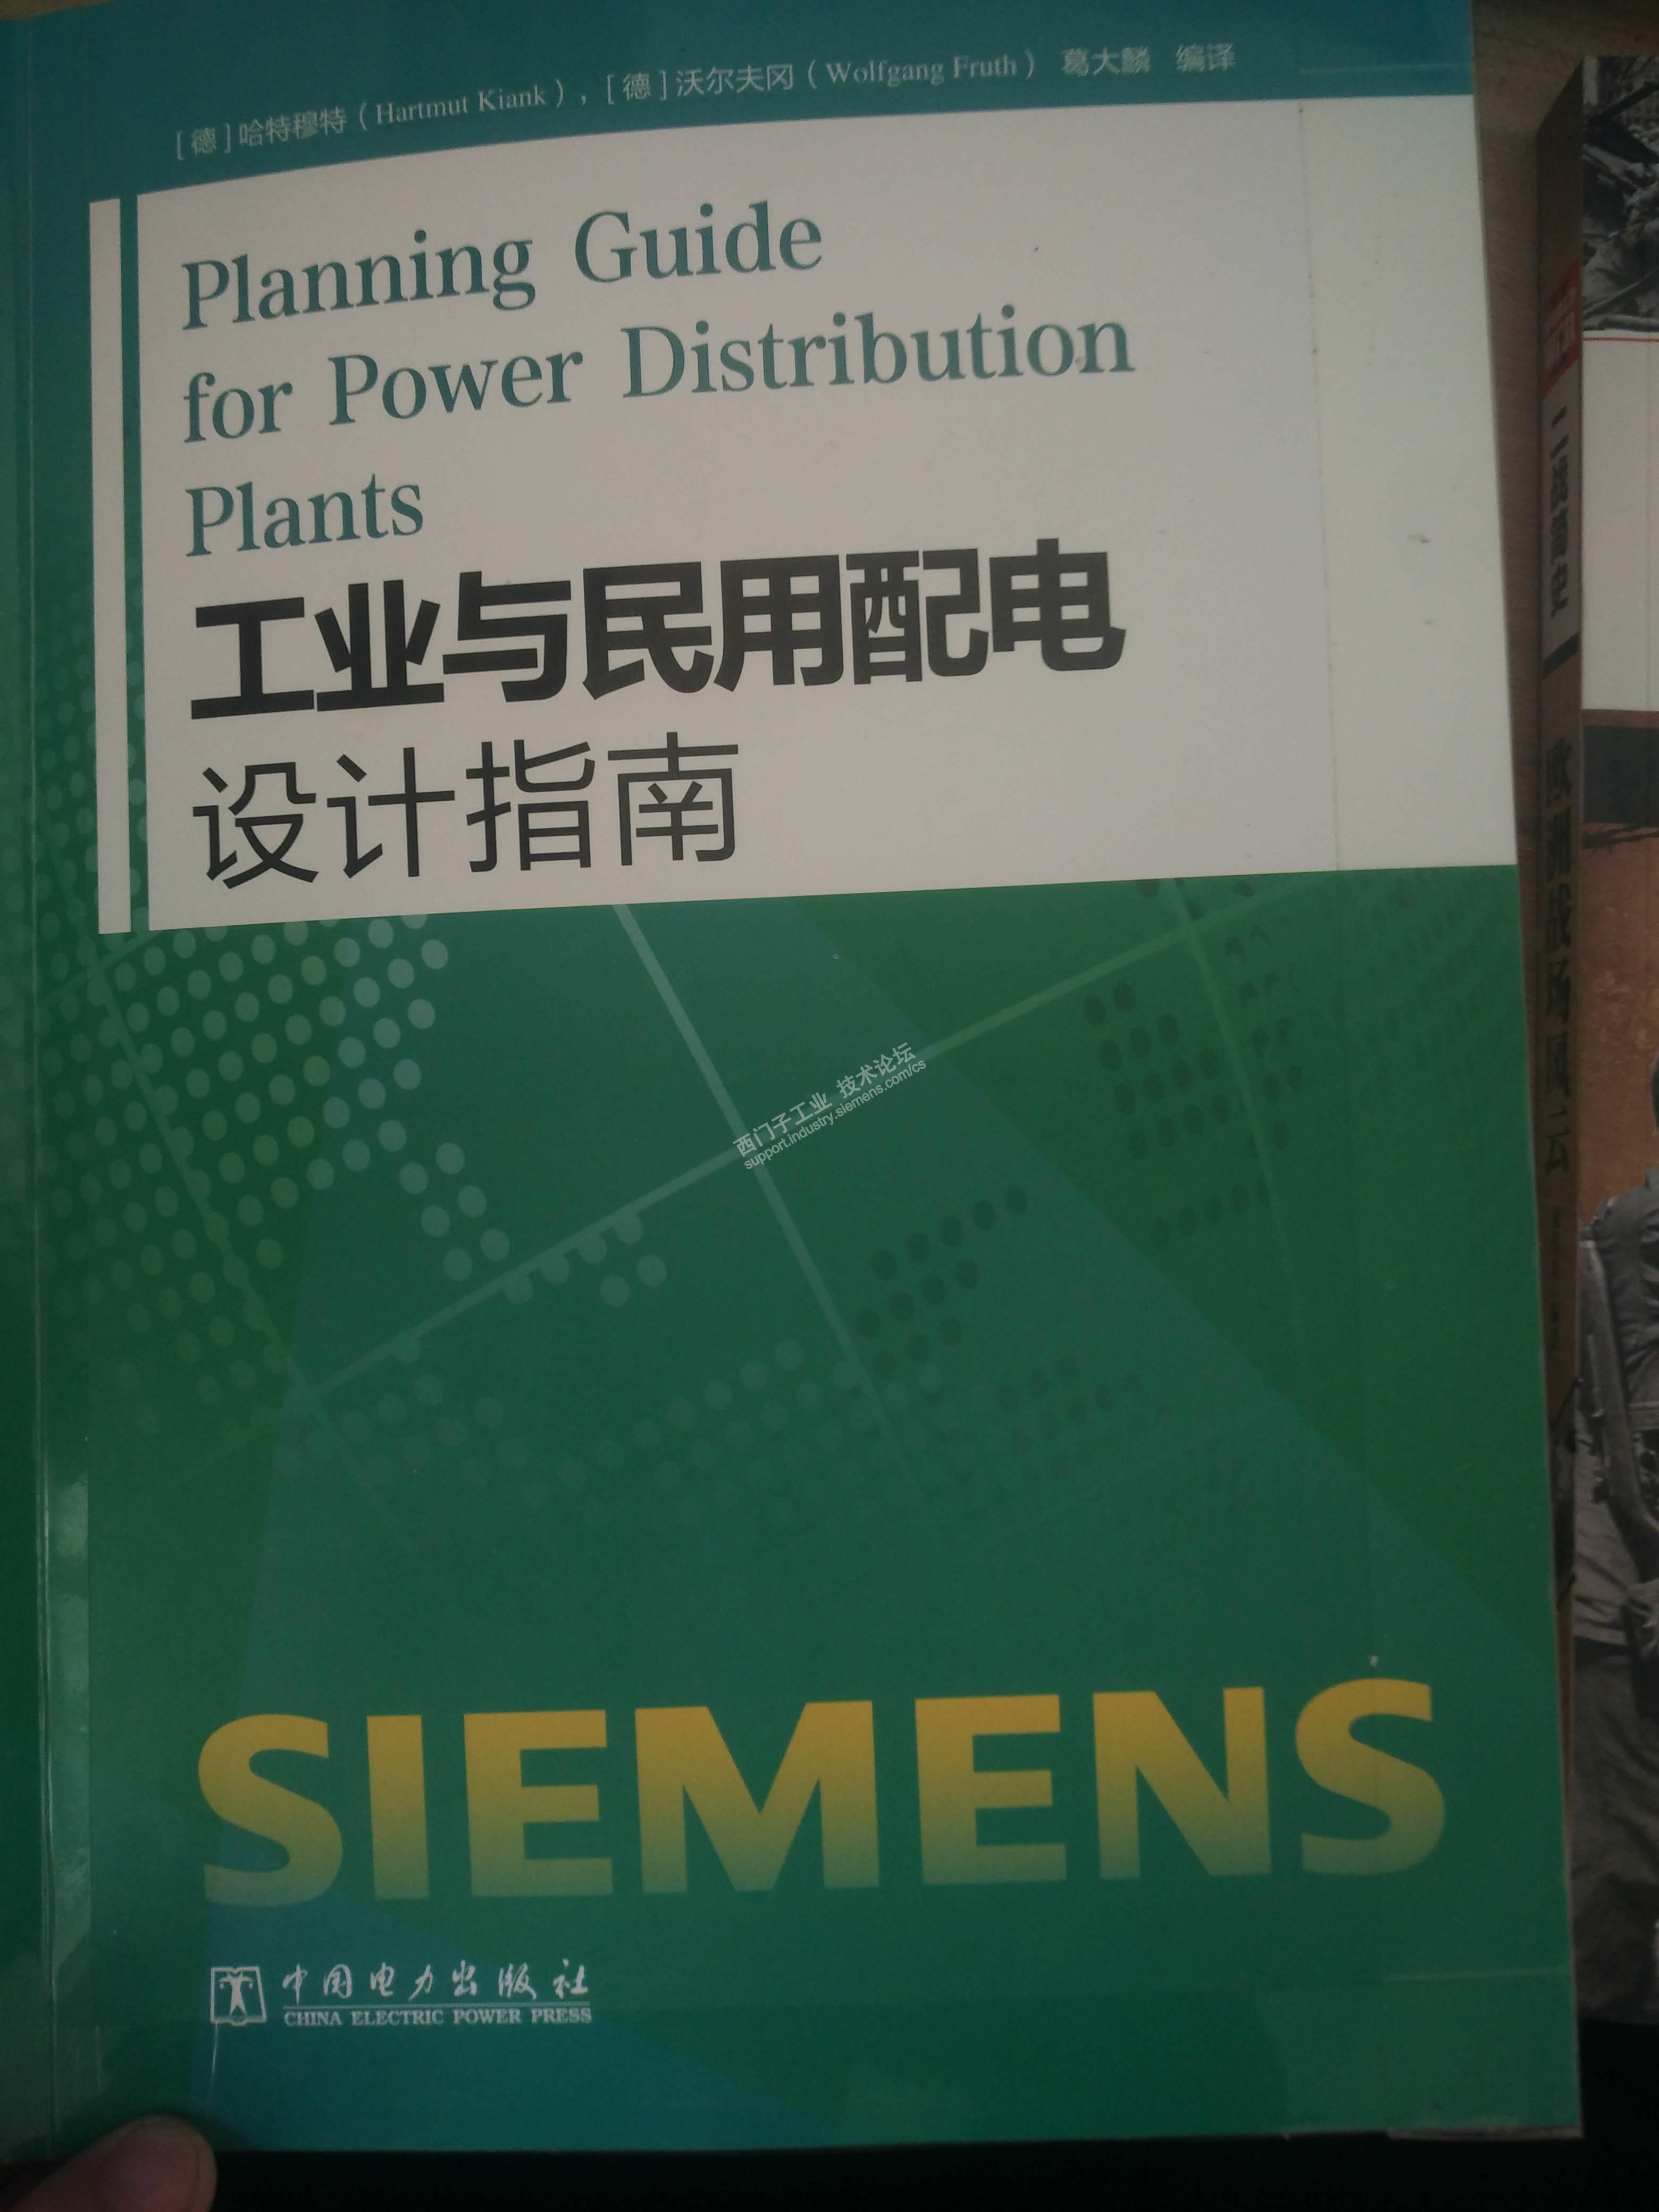 [德]哈特穆特（Hartmut Kiank），[德]沃尔夫冈（Wolfgang Fruth） 葛大麟 编译
Planning Guide
for Power Distribution
Plants
工业与民用配电
设计指南
西门子工业 技术论坛
support.industry.siemens.com/cs
SIEMENS
中国电力出版社
CHINA ELECTRIC POWER PRESS